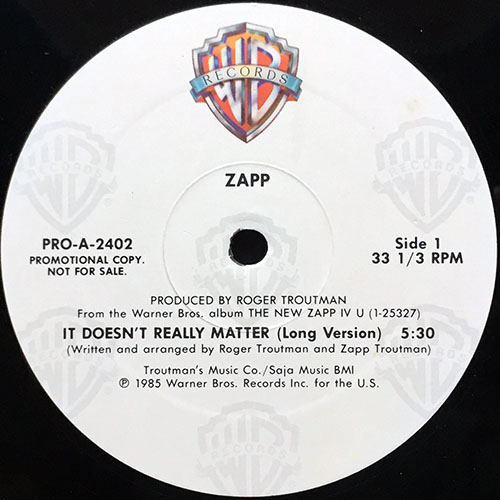 WB
RECORDS
ZAPP
PRO-A-2402
PROMOTIONAL COPY.
NOT FOR SALE.
Side 1
33 1/3 RPM
PRODUCED BY ROGER TROUTMAN
From the Warner Bros. album THE NEW ZAPP IV U (1-25327)
IT DOESN'T REALLY MATTER (Long Version) 5:30
(Written and arranged by Roger Troutman and Zapp Troutman)
Troutman's Music Co./Saja Music BMI
℗ 1985 Warner Bros. Records Inc. for the U.S.